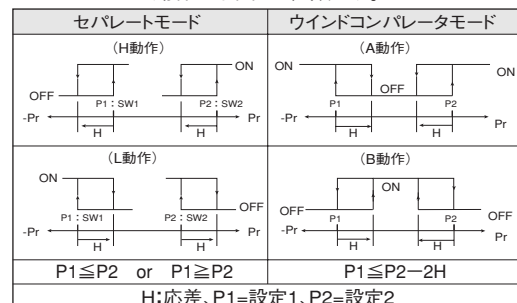 セパレートモード
ウインドコンパレータモード
（H動作）
ON
OFF
P1：SW1
P2：SW2
-Pr
Pr
H
H
（A動作）
ON
ON
OFF
P1
P2
-Pr
Pr
H
H
（L動作）
ON
OFF
P1：SW1
P2：SW2
-Pr
Pr
H
H
（B動作）
ON
OFF
OFF
P1
P2
-Pr
Pr
H
H
P1≦P2 or P1≧P2
P1≦P2－2H
H：応差、P1=設定1、P2=設定2